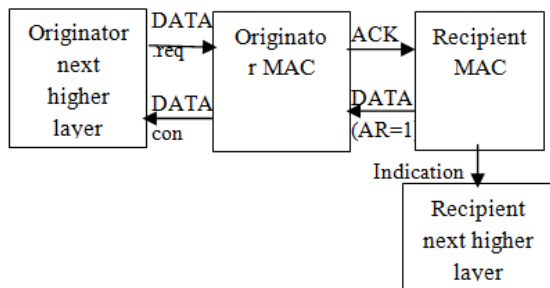 Originator
next
higher
layer
DATA
.req
DATA
con
Originato
r MAC
ACK
DATA
(AR=1)
Recipient
MAC
Indication
Recipient
next higher
layer